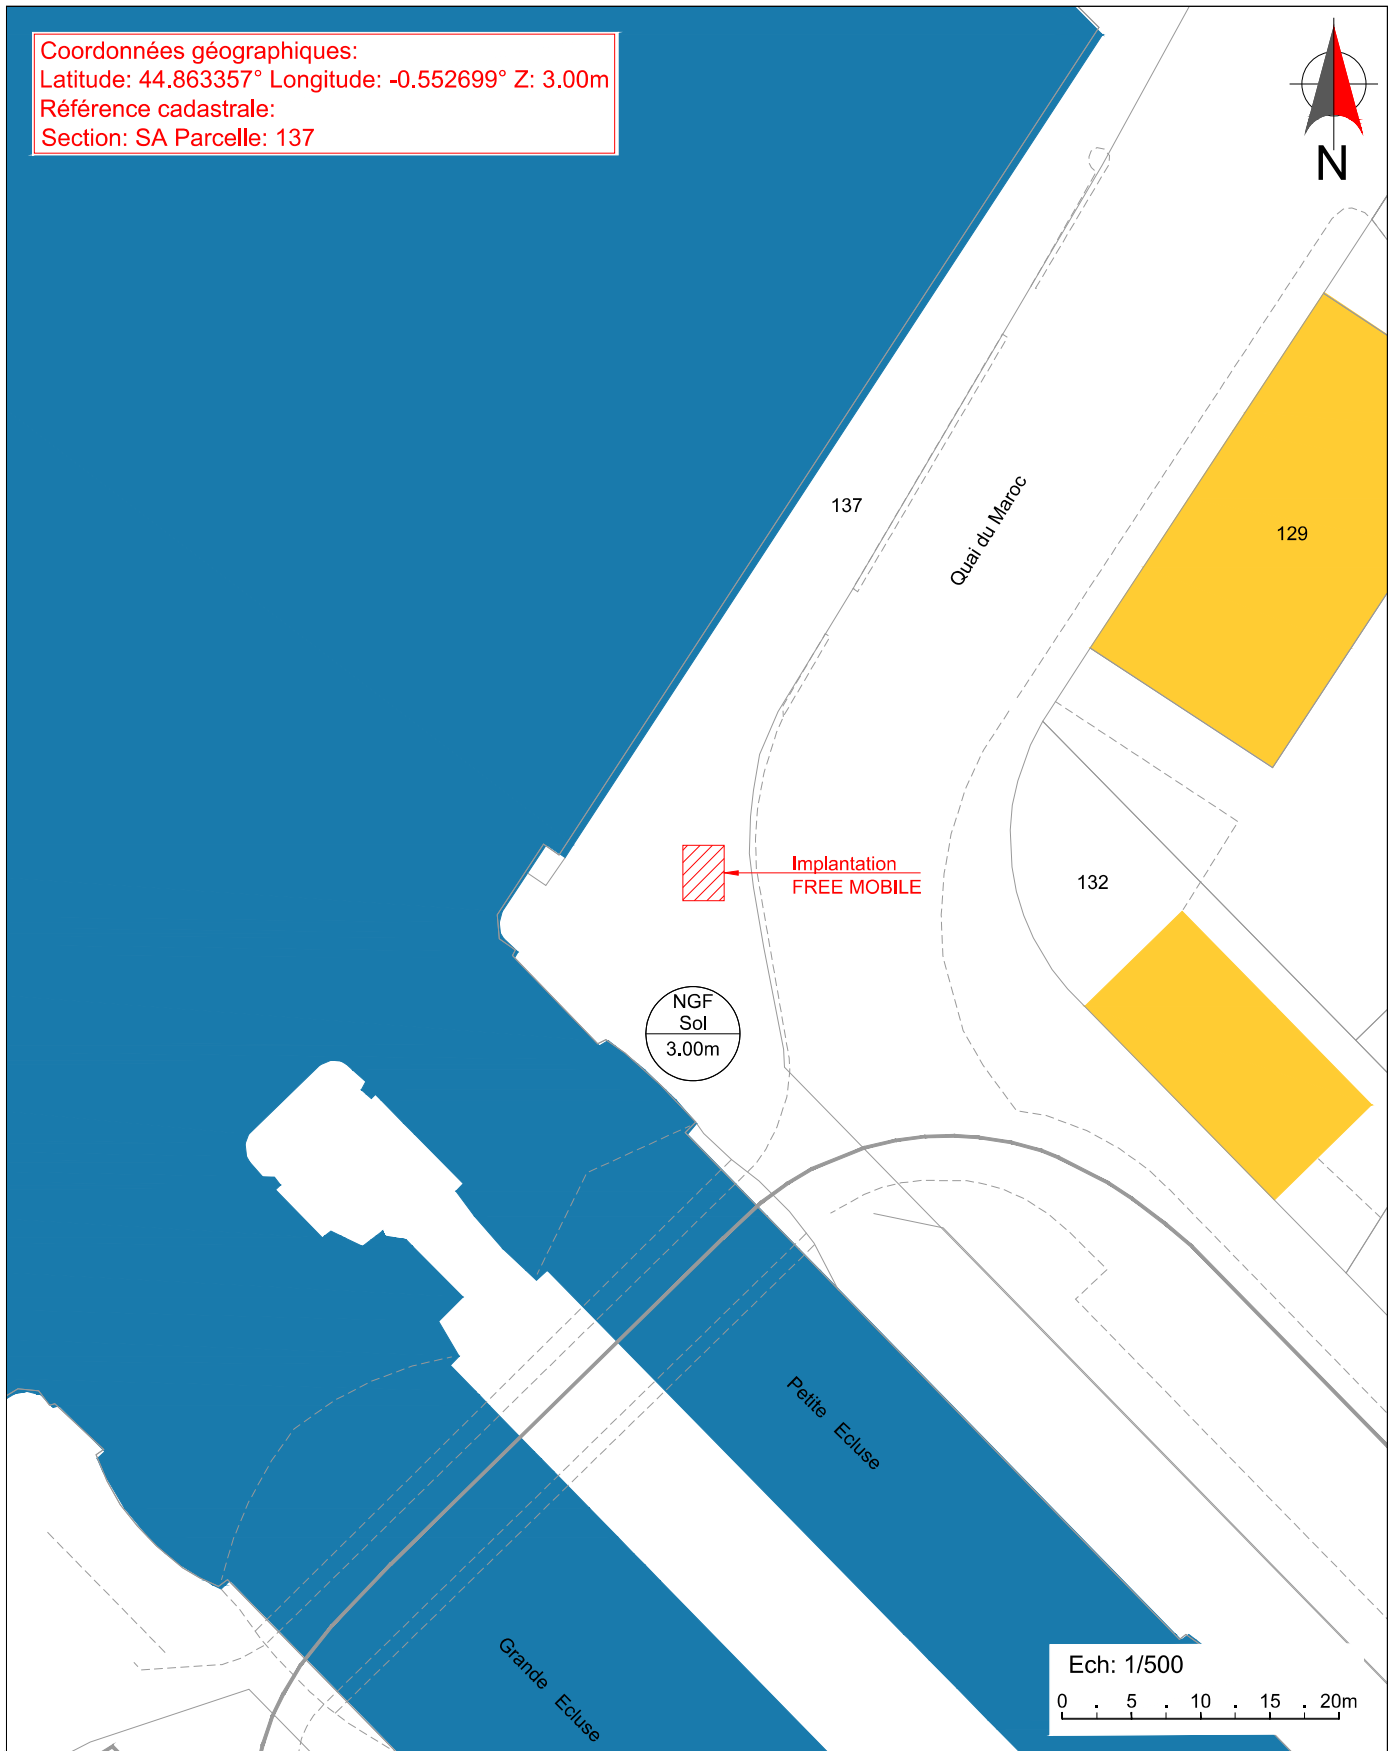 Coordonnées géographiques:
Latitude: 44.863357° Longitude: -0.552699° Z: 3.00m
Référence cadastrale:
Section: SA Parcelle: 137
N
137
Quai du Maroc
129
Implantation
FREE MOBILE
132
NGF
Sol
3.00m
Petite Ecluse
Grande Ecluse
Ech: 1/500
0 . 5 . 10 . 15 . 20m